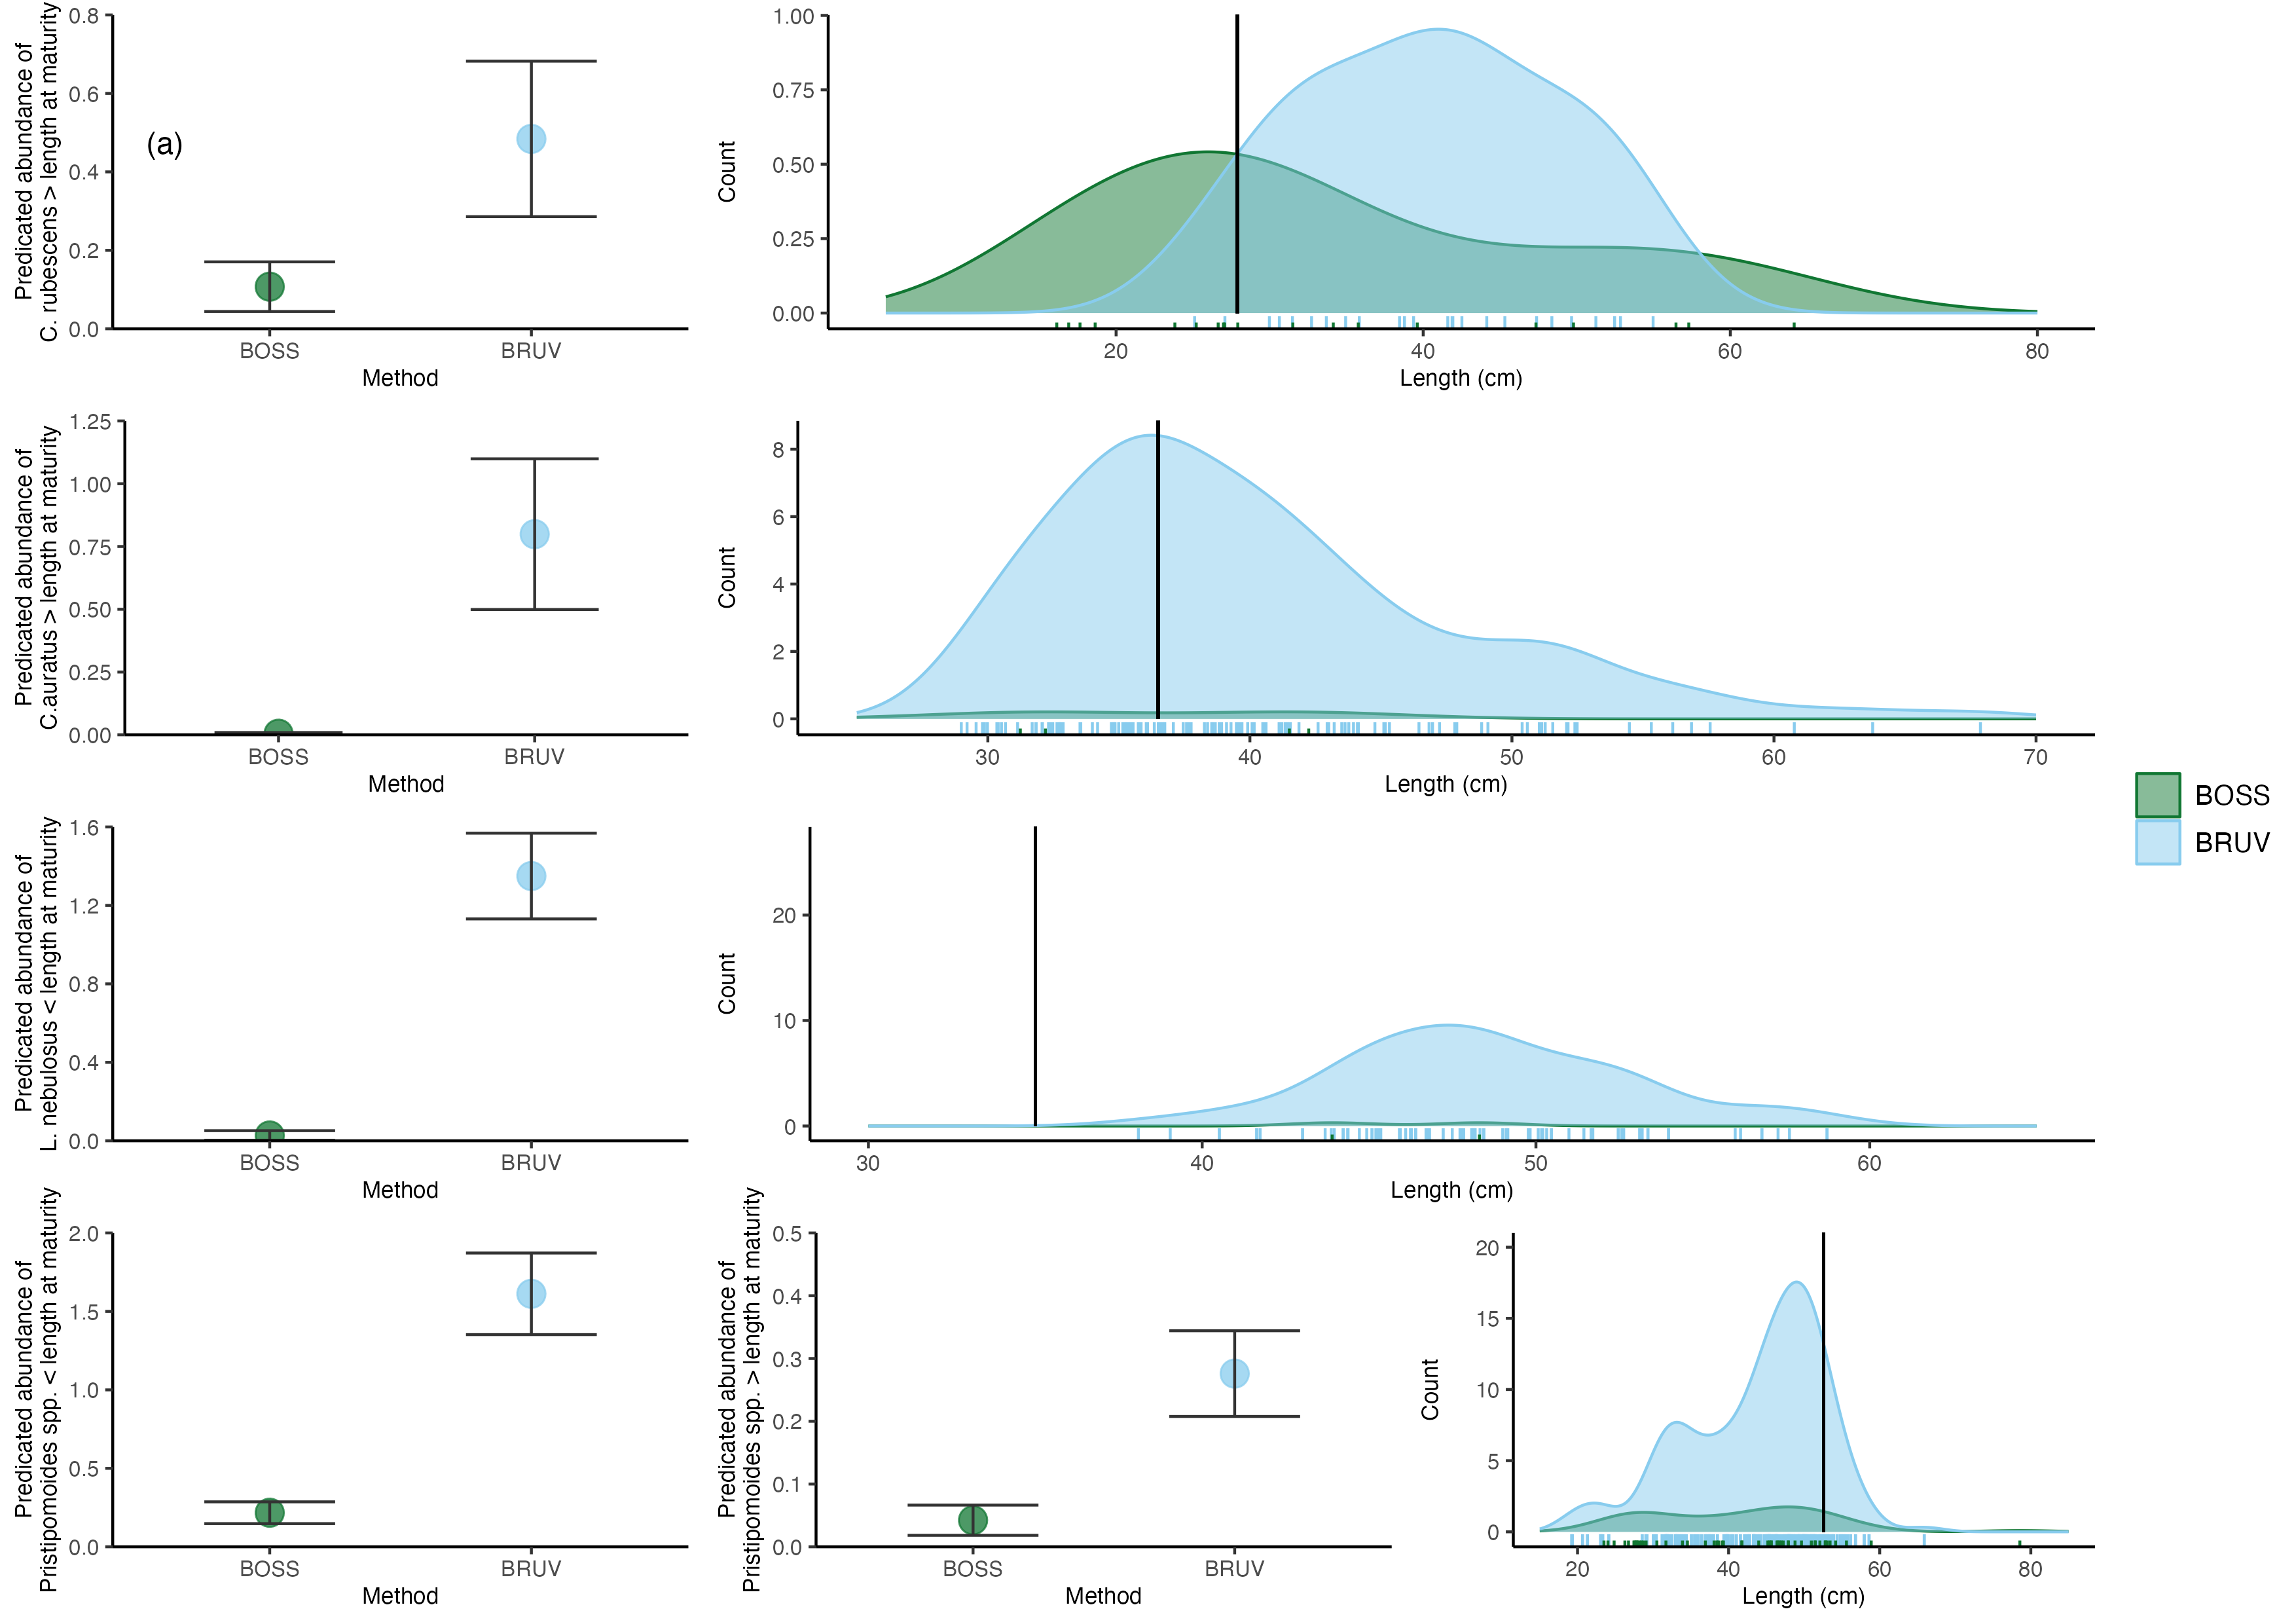 Predicated abundance of
C. rubescens > length at maturity
0.8
0.6
0.4
0.2
0.0
(a)
BOSS
BRUV
Method
Count
1.00
0.75
0.50
0.25
0.00
20
40
60
80
Length (cm)
Predicated abundance of
C.auratus > length at maturity
1.25
1.00
0.75
0.50
0.25
0.00
BOSS
BRUV
Method
Count
8
6
4
2
0
30
40
50
60
70
Length (cm)
BOSS
BRUV
Predicated abundance of
L. nebulosus < length at maturity
1.6
1.2
0.8
0.4
0.0
BOSS
BRUV
Method
Count
20
10
0
30
40
50
60
Length (cm)
Predicated abundance of
Pristipomoides spp. < length at maturity
2.0
1.5
1.0
0.5
0.0
BOSS
BRUV
Method
Predicated abundance of
Pristipomoides spp. > length at maturity
0.5
0.4
0.3
0.2
0.1
0.0
BOSS
BRUV
Method
Count
20
15
10
5
0
20
40
60
80
Length (cm)